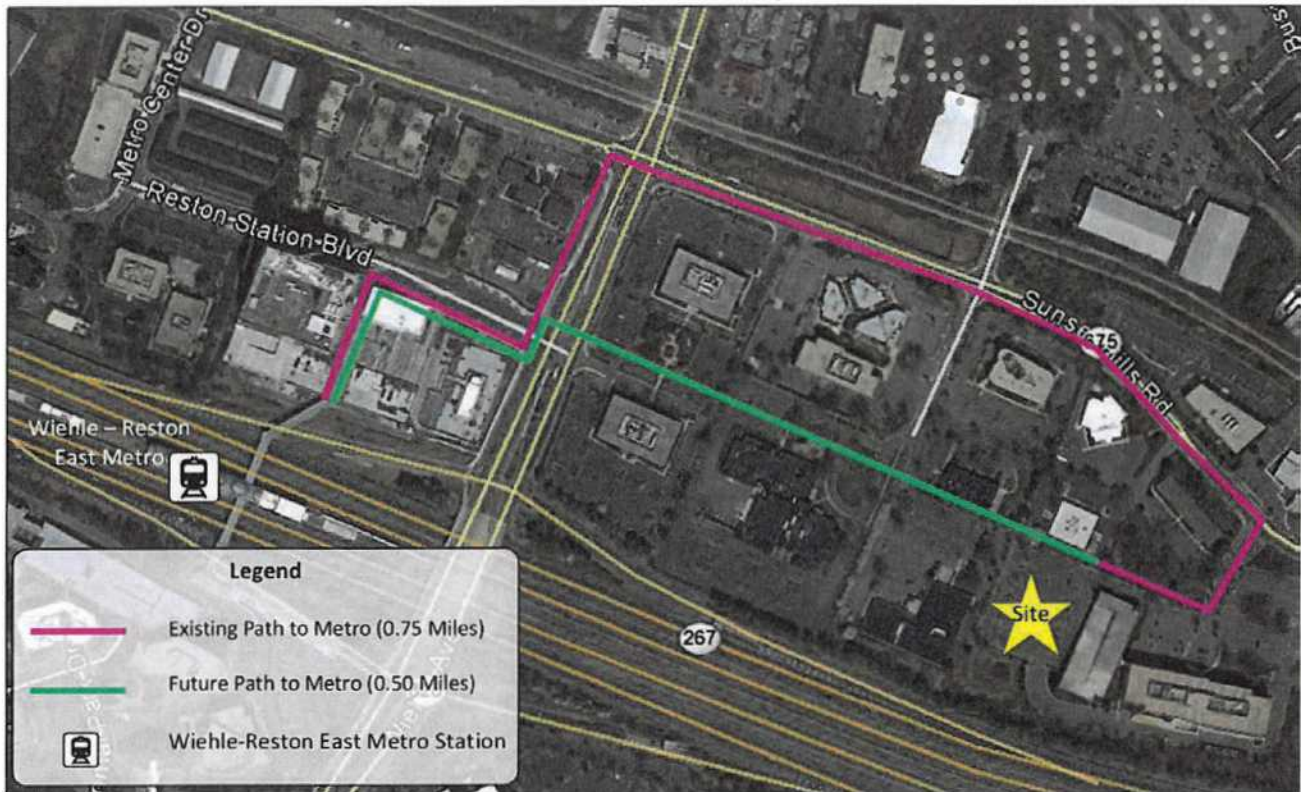 Metro Center Dr
Reston Station Blvd
Sunset Hills Rd
675
Wiehle – Reston
East Metro
Site
267
Legend
Existing Path to Metro (0.75 Miles)
Future Path to Metro (0.50 Miles)
Wiehle-Reston East Metro Station